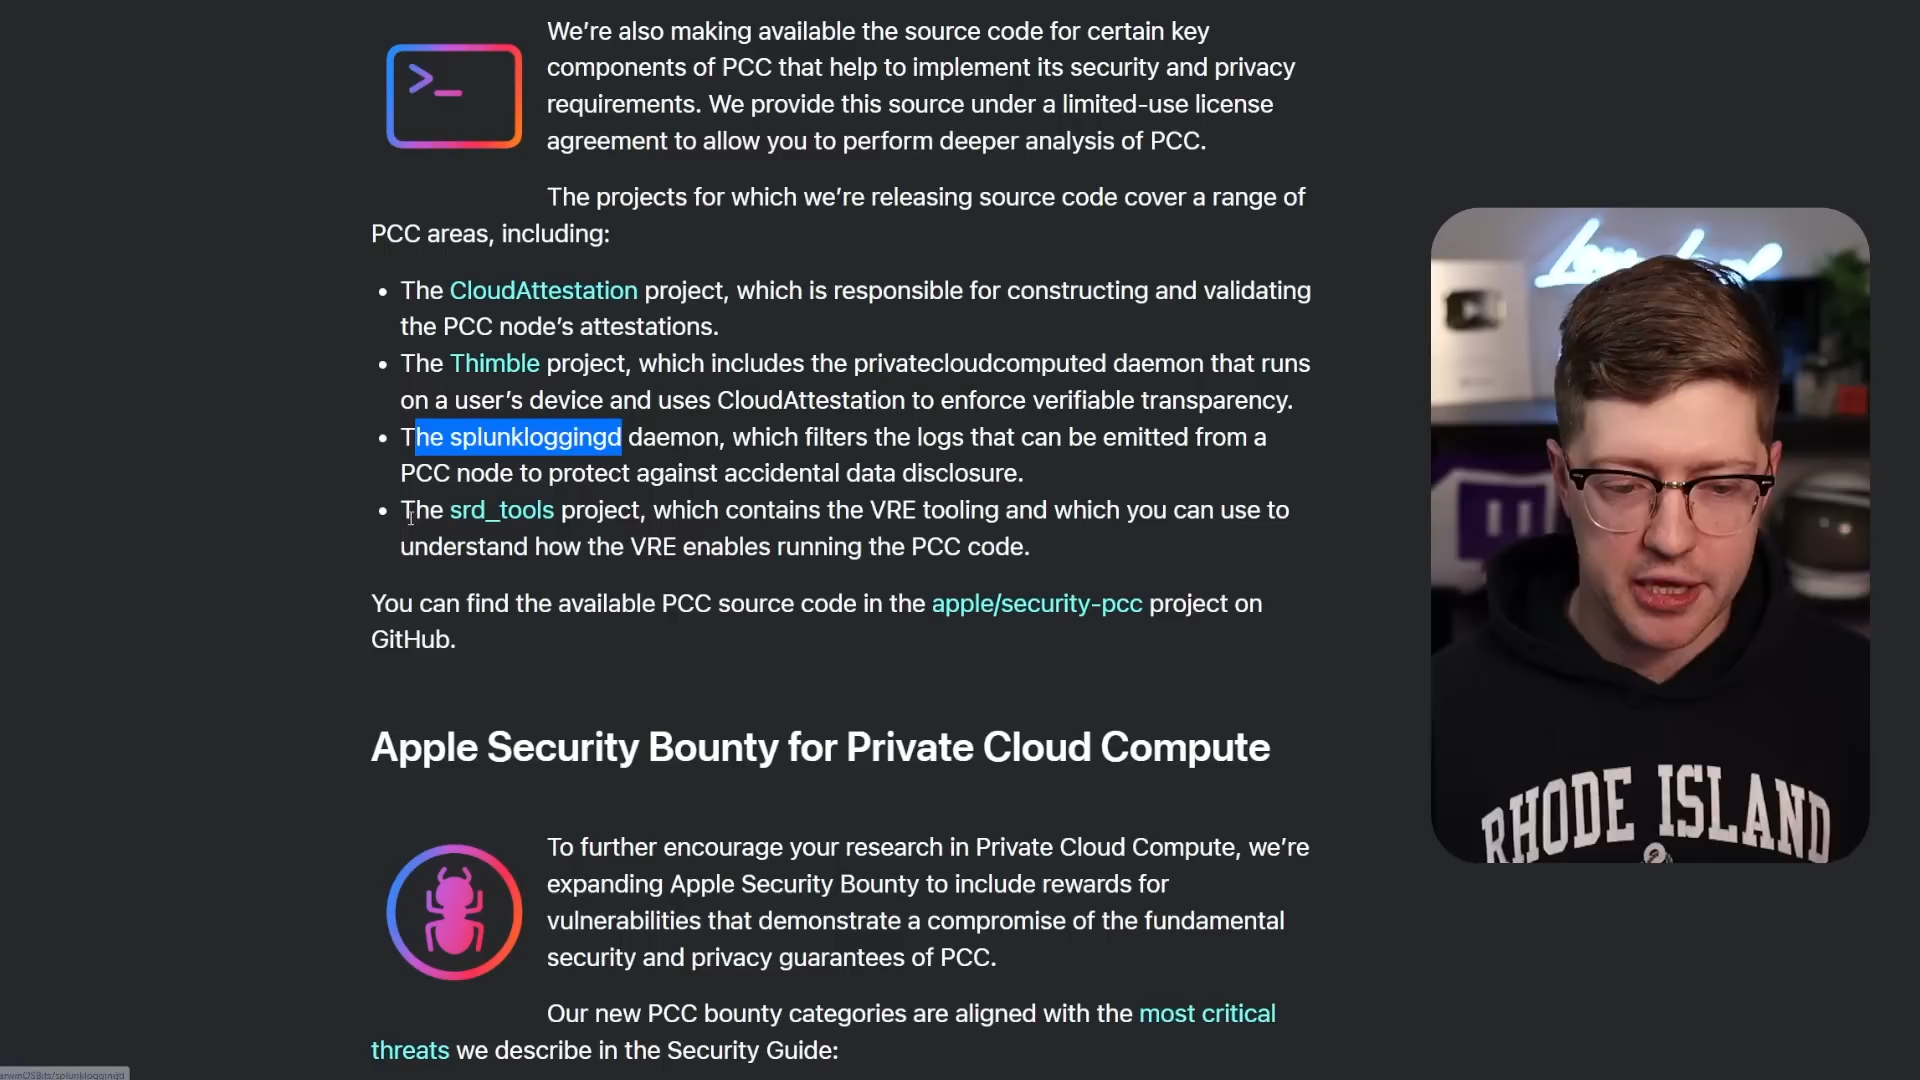 We’re also making available the source code for certain key
components of PCC that help to implement its security and privacy
requirements. We provide this source under a limited-use license
agreement to allow you to perform deeper analysis of PCC.
The projects for which we’re releasing source code cover a range of
PCC areas, including:
• The CloudAttestation project, which is responsible for constructing and validating
the PCC node’s attestations.
• The Thimble project, which includes the privatecloudcomputed daemon that runs
on a user’s device and uses CloudAttestation to enforce verifiable transparency.
• The splunkloggingd daemon, which filters the logs that can be emitted from a
PCC node to protect against accidental data disclosure.
• The srd_tools project, which contains the VRE tooling and which you can use to
understand how the VRE enables running the PCC code.
You can find the available PCC source code in the apple/security-pcc project on
GitHub.
Apple Security Bounty for Private Cloud Compute
To further encourage your research in Private Cloud Compute, we’re
expanding Apple Security Bounty to include rewards for
vulnerabilities that demonstrate a compromise of the fundamental
security and privacy guarantees of PCC.
Our new PCC bounty categories are aligned with the most critical
threats we describe in the Security Guide:
RHODE ISLAND